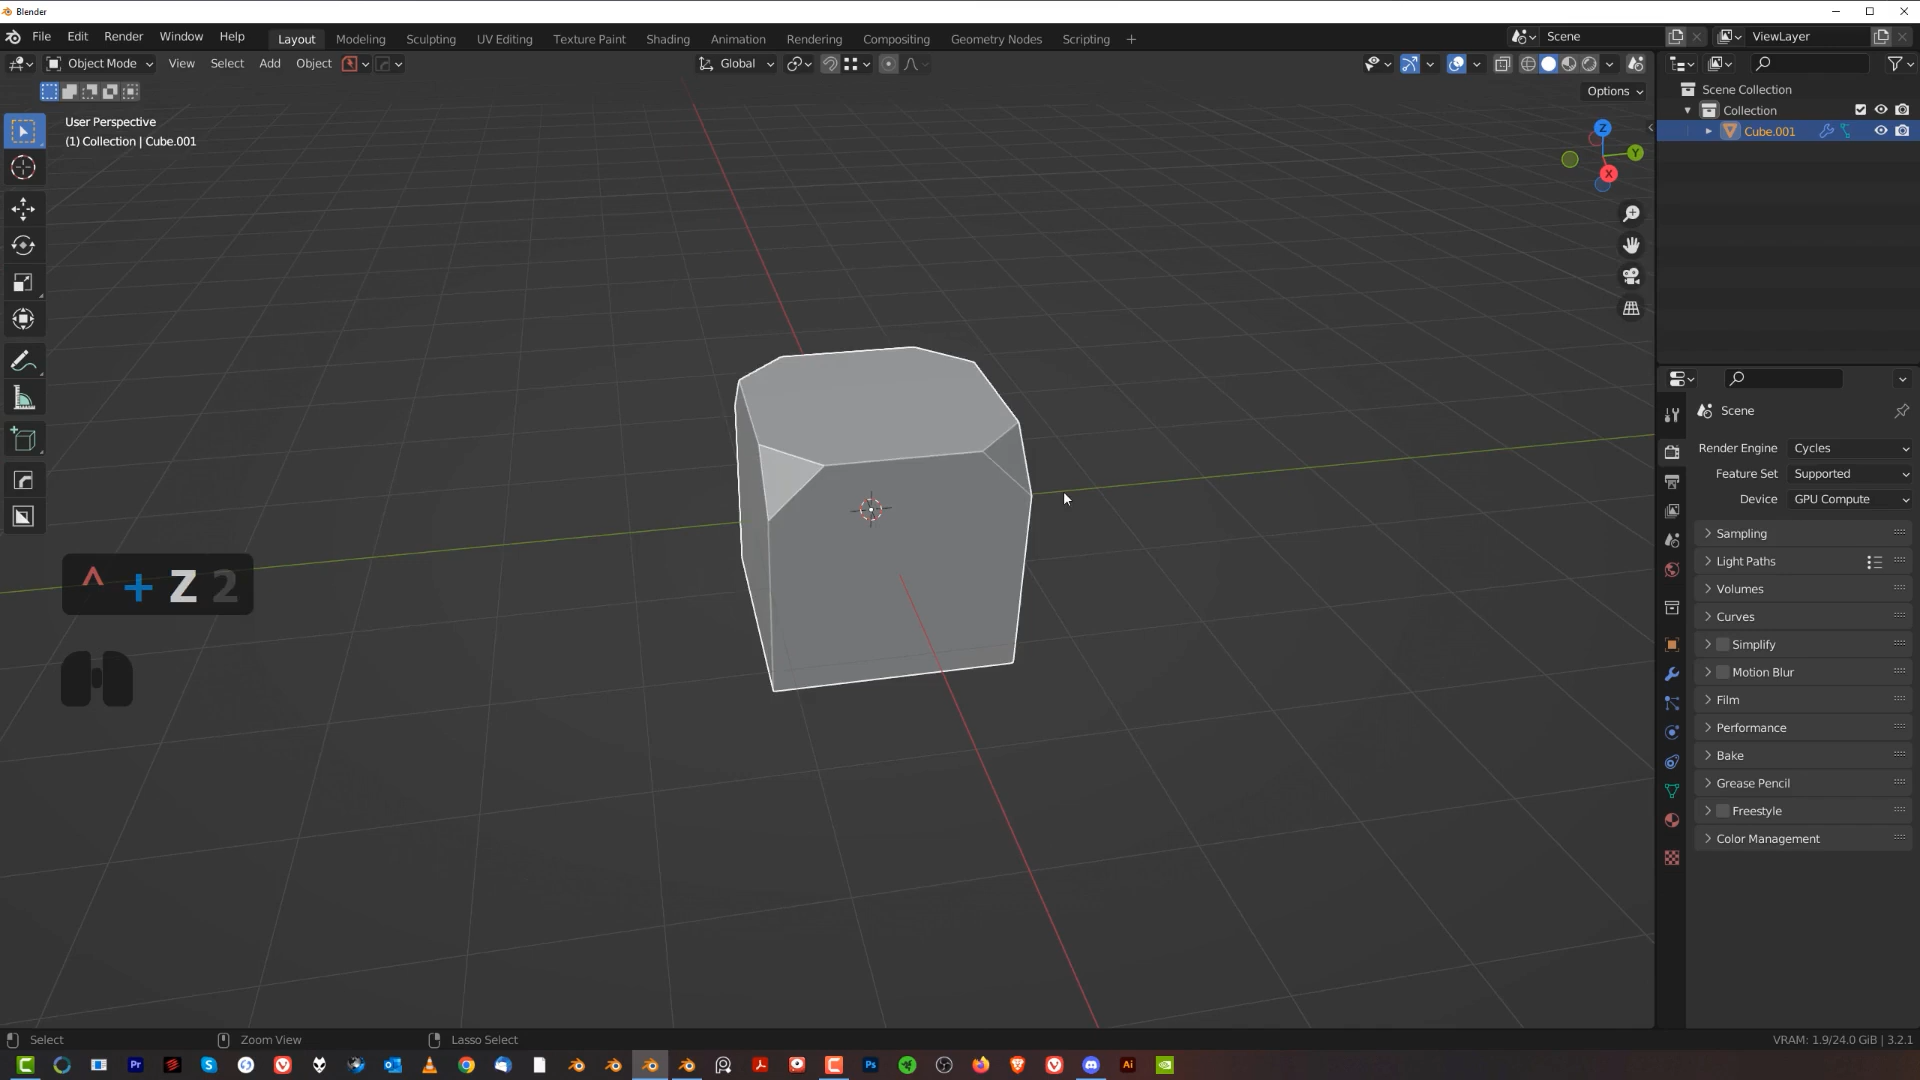 Blender
File Edit Render Window Help
Layout Modeling Sculpting UV Editing Texture Paint Shading Animation Rendering Compositing Geometry Nodes Scripting +
Scene
ViewLayer
Object Mode View Select Add Object
Global
Options
User Perspective
(1) Collection | Cube.001
Z
Y
X
Scene Collection
Collection
Cube.001
Scene
Render Engine Cycles
Feature Set Supported
Device GPU Compute
Sampling
Light Paths
Volumes
Curves
Simplify
Motion Blur
Film
Performance
Bake
Grease Pencil
Freestyle
Color Management
^ + Z 2
Select Zoom View Lasso Select
VRAM: 1.9/24.0 GiB | 3.2.1
Pr
Ps
Ai